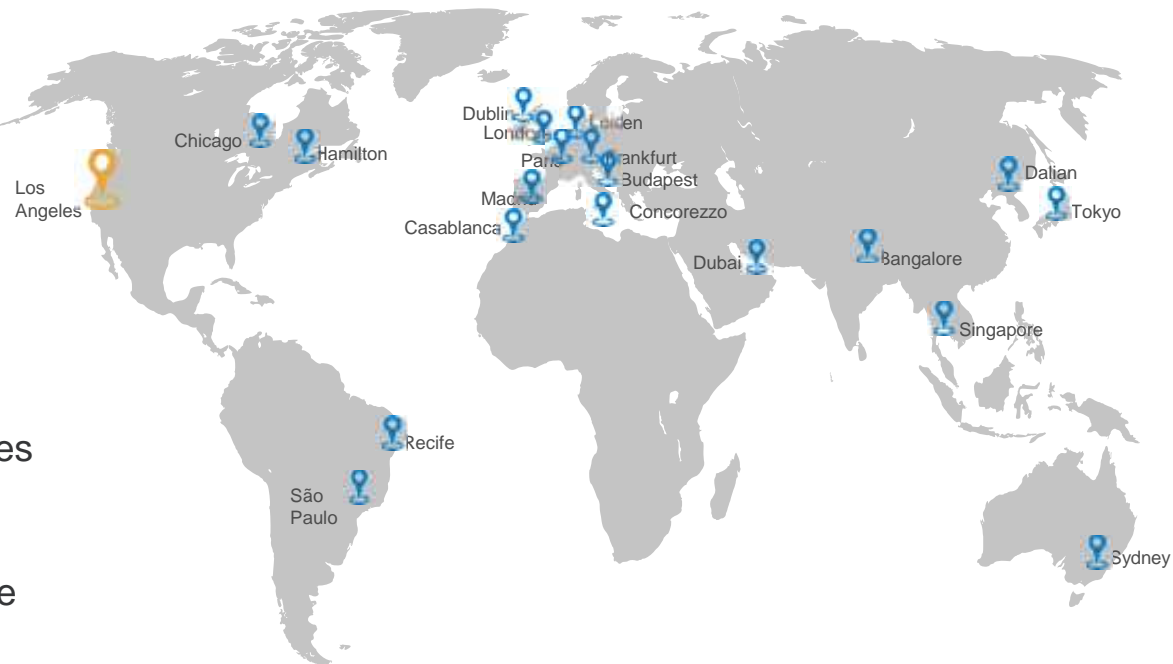 Dublin
London
Leiden
Chicago
Hamilton
Paris
Frankfurt
Budapest
Los
Angeles
Madrid
Concorezzo
Casablanca
Dalian
Tokyo
Dubai
Bangalore
Singapore
es
Recife
São
Paulo
e
Sydney